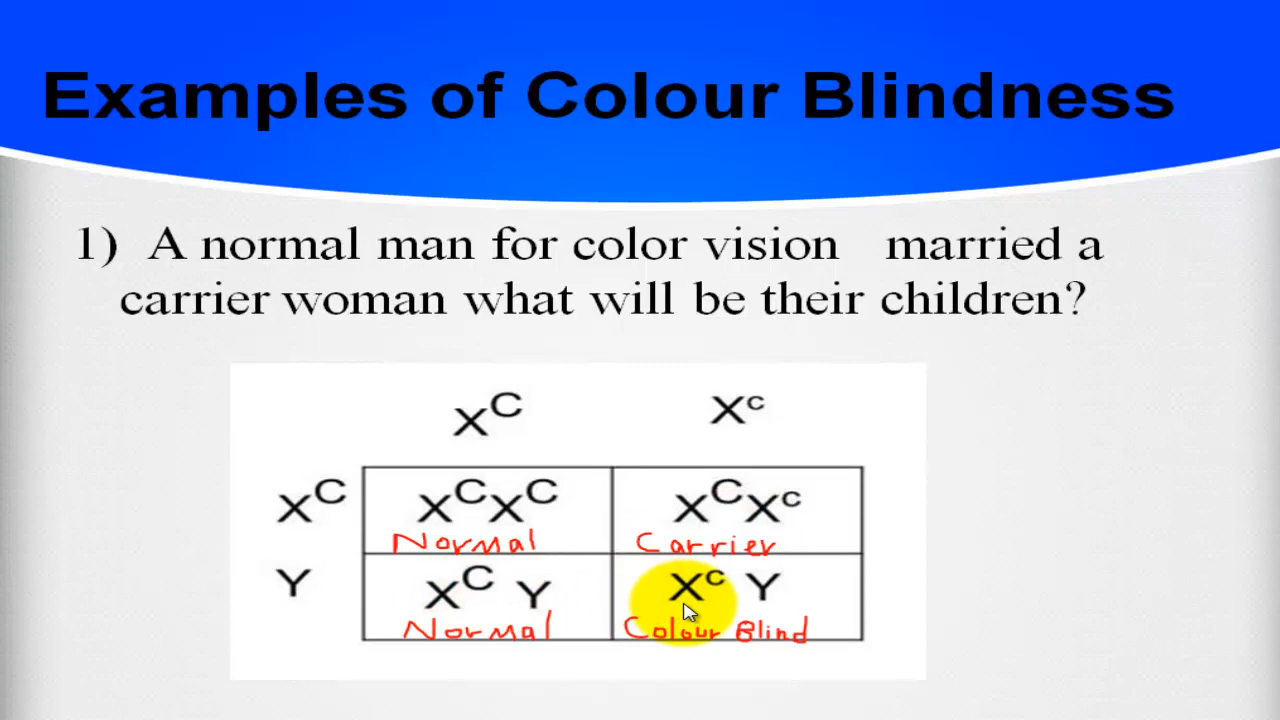 Examples of Colour Blindness
1) A normal man for color vision married a
carrier woman what will be their children?
X^C X^c
X^C X^CX^C X^CX^c
Normal Carrier
Y X^C Y X^c Y
Normal Colour Blind